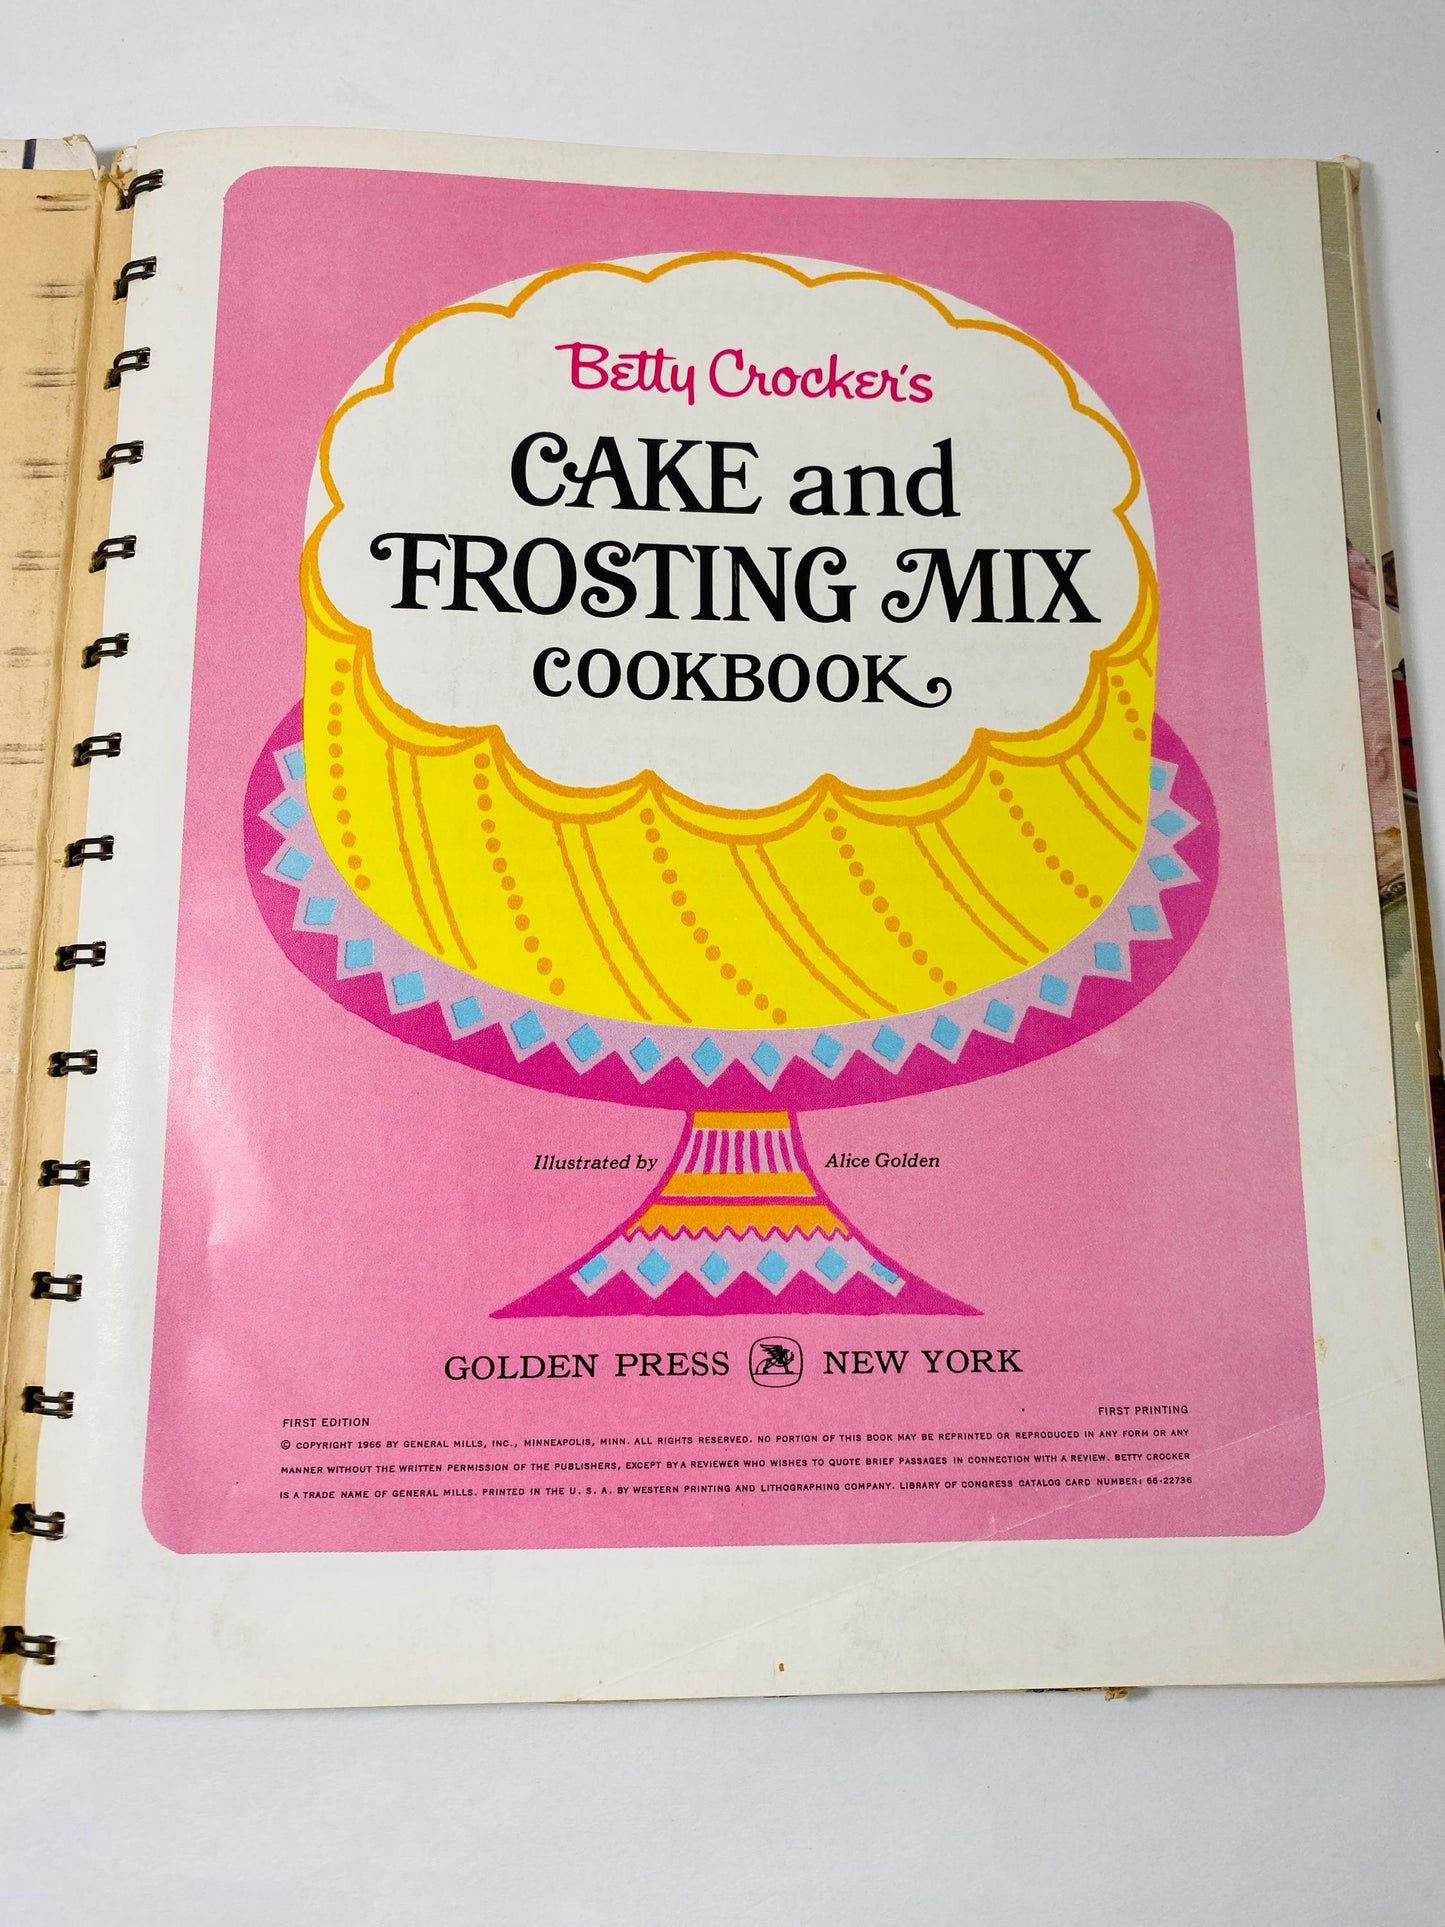 Betty Crocker's
CAKE and
FROSTING MIX
COOKBOOK
Illustrated by Alice Golden
GOLDEN PRESS NEW YORK
FIRST EDITION FIRST PRINTING
© COPYRIGHT 1966 BY GENERAL MILLS, INC., MINNEAPOLIS, MINN. ALL RIGHTS RESERVED. NO PORTION OF THIS BOOK MAY BE REPRINTED OR REPRODUCED IN ANY FORM OR ANY
MANNER WITHOUT THE WRITTEN PERMISSION OF THE PUBLISHERS, EXCEPT BY A REVIEWER WHO WISHES TO QUOTE BRIEF PASSAGES IN CONNECTION WITH A REVIEW. BETTY CROCKER
IS A TRADE NAME OF GENERAL MILLS. PRINTED IN THE U. S. A. BY WESTERN PRINTING AND LITHOGRAPHING COMPANY. LIBRARY OF CONGRESS CATALOG CARD NUMBER: 66-22736